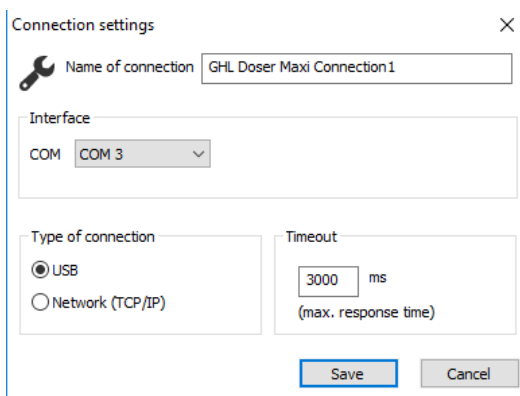 Connection settings
Name of connection GHL Doser Maxi Connection1
Interface
COM COM 3
Type of connection
USB
Network (TCP/IP)
Timeout
3000 ms
(max. response time)
Save Cancel